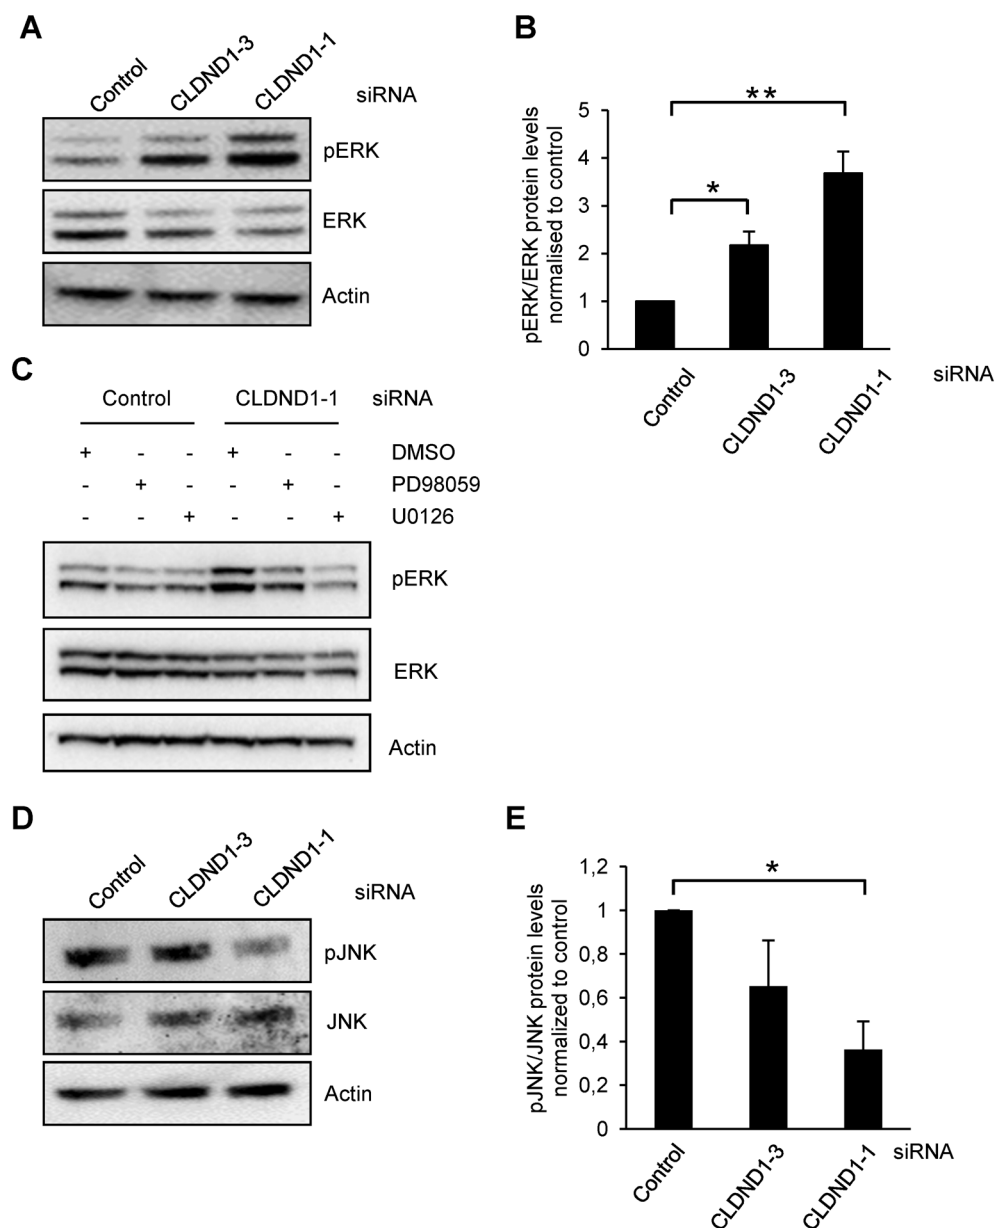 A
Control
CLDND1-3
CLDND1-1
siRNA
pERK
ERK
Actin
B
**
*
pERK/ERK protein levels
normalised to control
5
4
3
2
1
0
Control
CLDND1-3
CLDND1-1
siRNA
C
Control CLDND1-1 siRNA
+ - - + - - DMSO
- + - - + - PD98059
- - + - - + U0126
pERK
ERK
Actin
D
Control
CLDND1-3
CLDND1-1
siRNA
pJNK
JNK
Actin
E
*
pJNK/JNK protein levels
normalized to control
1,2
1
0,8
0,6
0,4
0,2
0
Control
CLDND1-3
CLDND1-1
siRNA